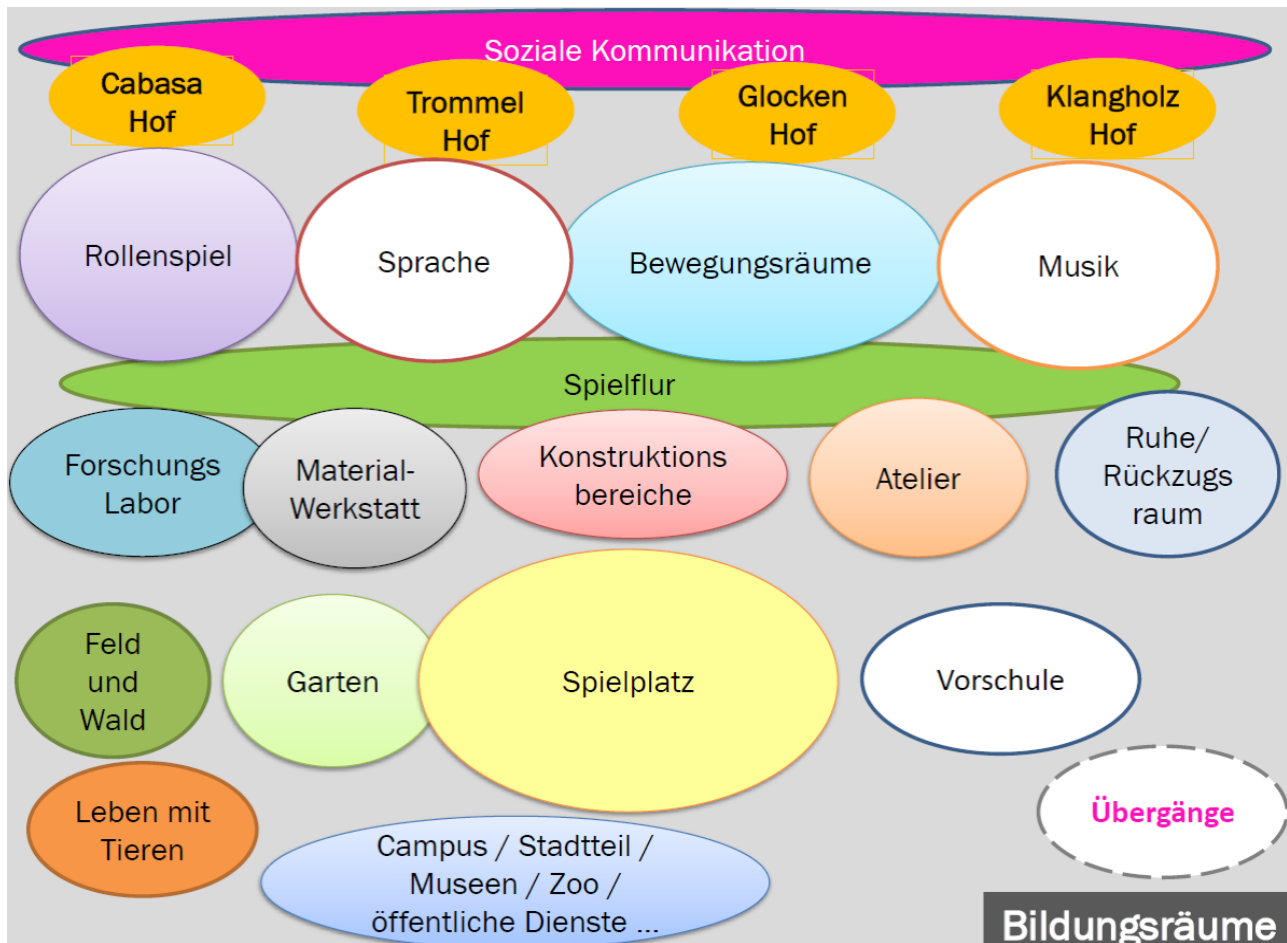 Soziale Kommunikation
Cabasa
Hof
Trommel
Hof
Glocken
Hof
Klangholz
Hof
Rollenspiel
Sprache
Bewegungsräume
Musik
Spielflur
Forschungs
Labor
Material-
Werkstatt
Konstruktions
bereiche
Atelier
Ruhe/
Rückzugs
raum
Feld
und
Wald
Garten
Spielplatz
Vorschule
Leben mit
Tieren
Campus / Stadtteil /
Museen / Zoo /
öffentliche Dienste ...
Übergänge
Bildungsräume